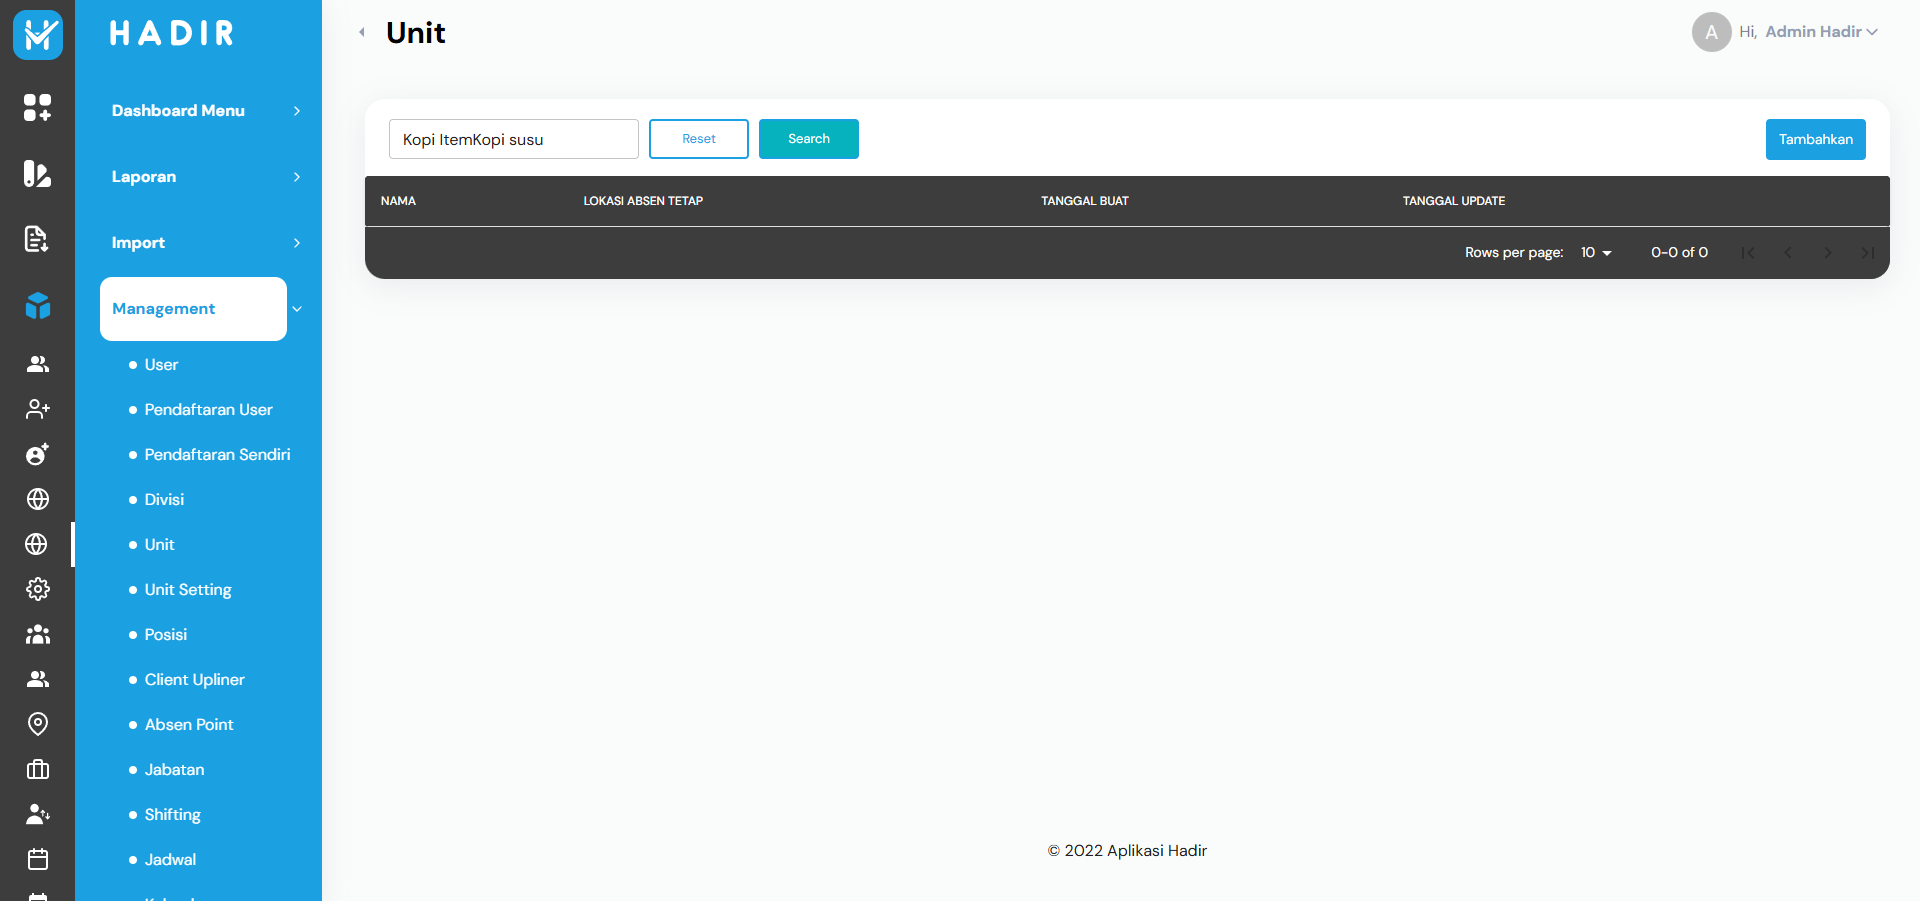 HADIR
Dashboard Menu
Laporan
Import
Management
User
Pendaftaran User
Pendaftaran Sendiri
Divisi
Unit
Unit Setting
Posisi
Client Upliner
Absen Point
Jabatan
Shifting
Jadwal
Unit
A Hi, Admin Hadir
Kopi ItemKopi susu Reset Search Tambahkan
NAMA LOKASI ABSEN TETAP TANGGAL BUAT TANGGAL UPDATE
Rows per page: 10 0-0 of 0
© 2022 Aplikasi Hadir